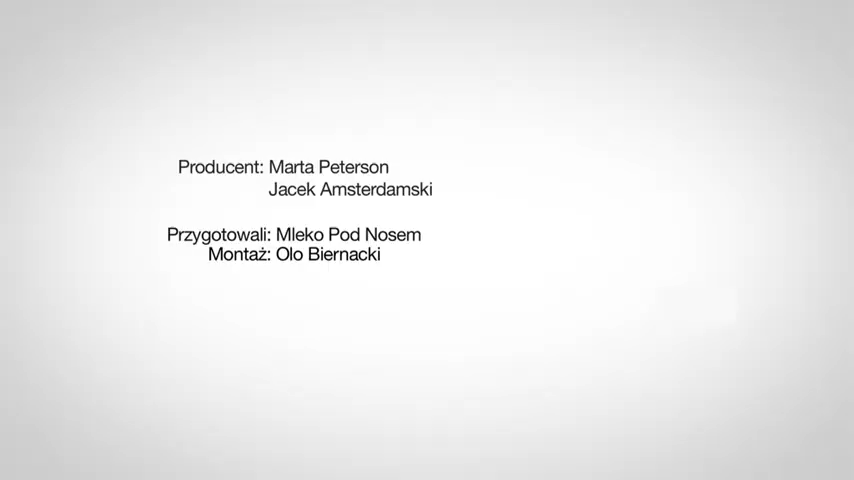 Producent: Marta Peterson
Jacek Amsterdamski
Przygotowali: Mleko Pod Nosem
Montaż: Olo Biernacki